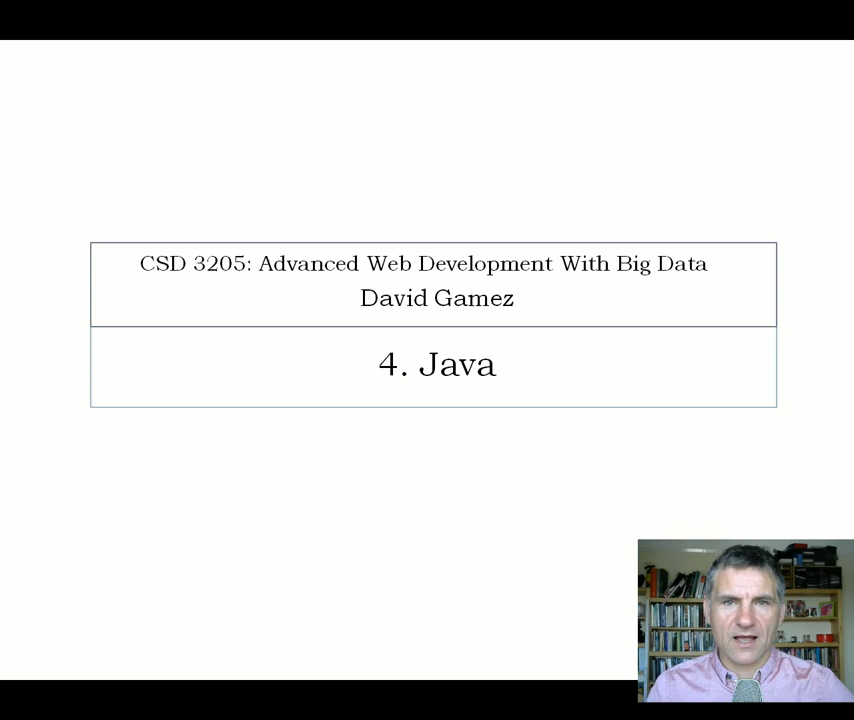 CSD 3205: Advanced Web Development With Big Data
David Gamez
4. Java